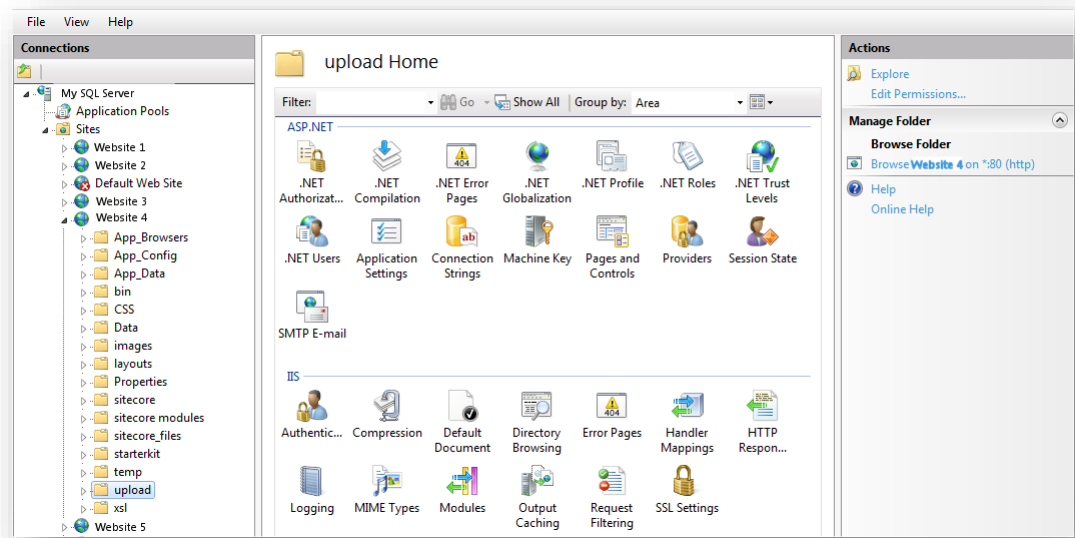 File View Help
Connections
My SQL Server
Application Pools
Sites
Website 1
Website 2
Default Web Site
Website 3
Website 4
App_Browsers
App_Config
App_Data
bin
CSS
Data
images
layouts
Properties
sitecore
sitecore modules
sitecore_files
starterkit
temp
upload
xsl
Website 5
upload Home
Filter: Go Show All Group by: Area
ASP.NET
.NET Authorizat...
.NET Compilation
.NET Error Pages
404
.NET Globalization
.NET Profile
.NET Roles
.NET Trust Levels
.NET Users
Application Settings
ab
Connection Strings
Machine Key
Pages and Controls
Providers
Session State
SMTP E-mail
IIS
Authentic...
Compression
Default Document
Directory Browsing
404
Error Pages
Handler Mappings
HTTP Respon...
Logging
MIME Types
Modules
Output Caching
Request Filtering
SSL Settings
Actions
Explore
Edit Permissions...
Manage Folder
Browse Folder
Browse Website 4 on *:80 (http)
Help
Online Help